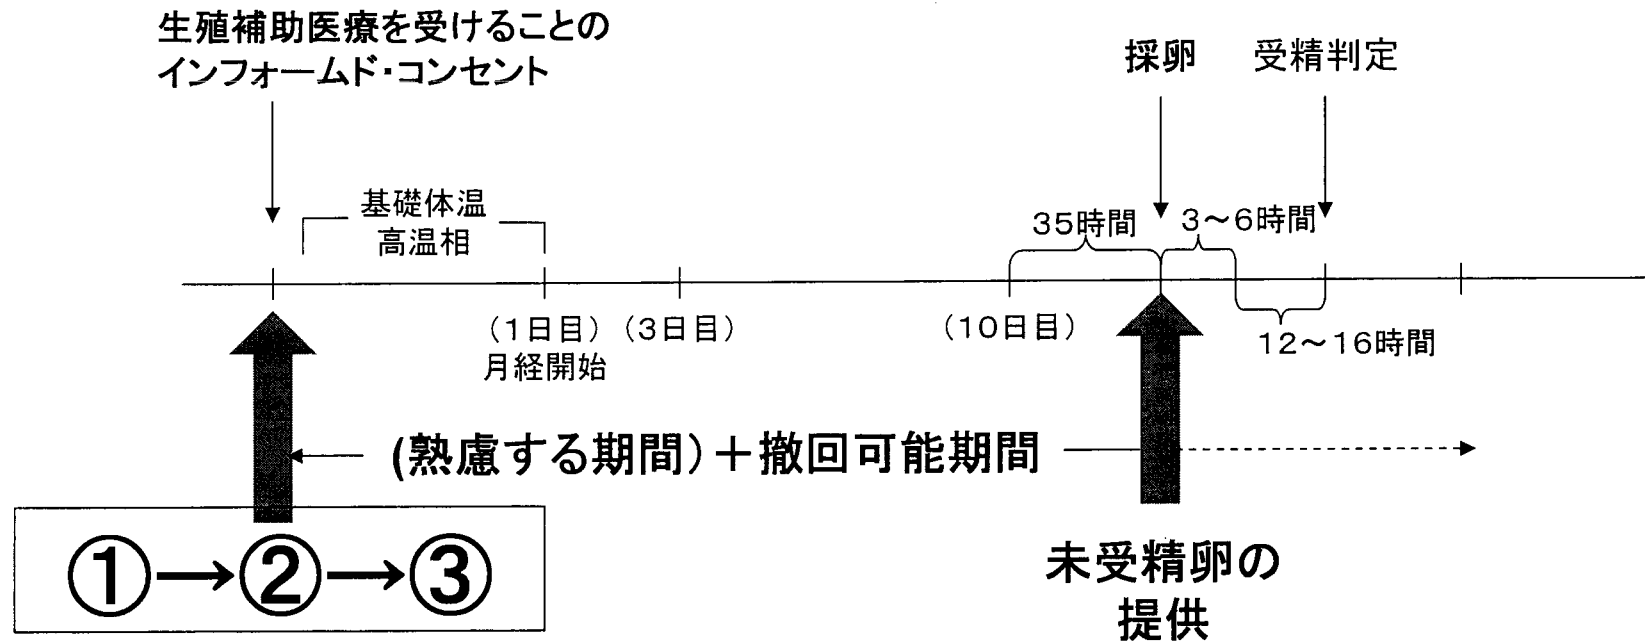 生殖補助医療を受けることの
インフォームド・コンセント
採卵
受精判定
基礎体温
高温相
35時間
3～6時間
(1日目)
月経開始
(3日目)
(10日目)
12～16時間
(熟慮する期間)＋撤回可能期間
①→②→③
未受精卵の
提供